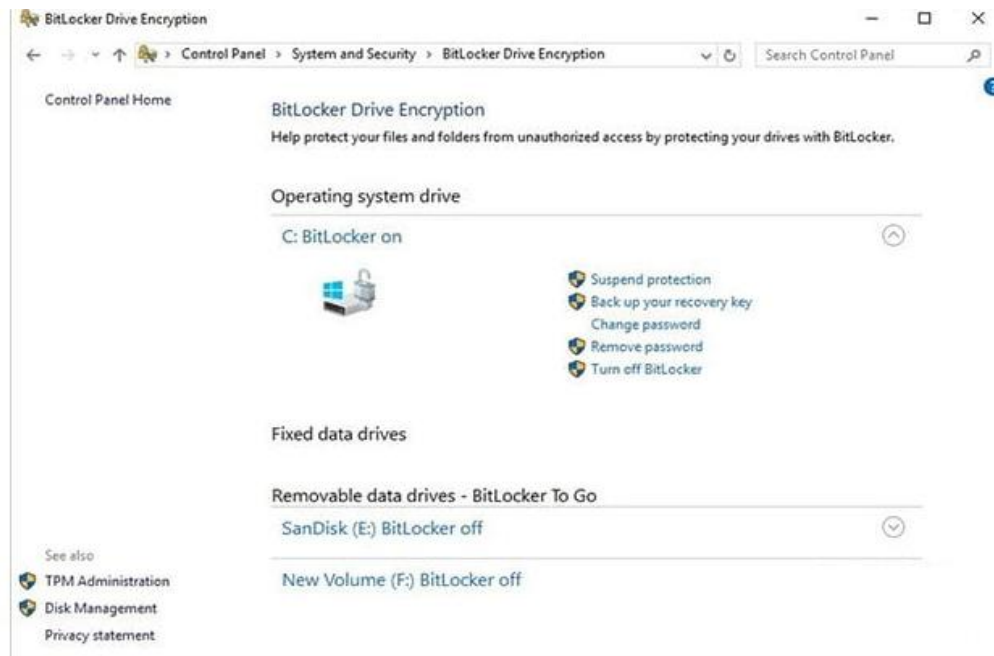 BitLocker Drive Encryption
Control Panel > System and Security > BitLocker Drive Encryption
Search Control Panel
Control Panel Home
BitLocker Drive Encryption
Help protect your files and folders from unauthorized access by protecting your drives with BitLocker.
Operating system drive
C: BitLocker on
Suspend protection
Back up your recovery key
Change password
Remove password
Turn off BitLocker
Fixed data drives
Removable data drives - BitLocker To Go
SanDisk (E:) BitLocker off
New Volume (F:) BitLocker off
See also
TPM Administration
Disk Management
Privacy statement